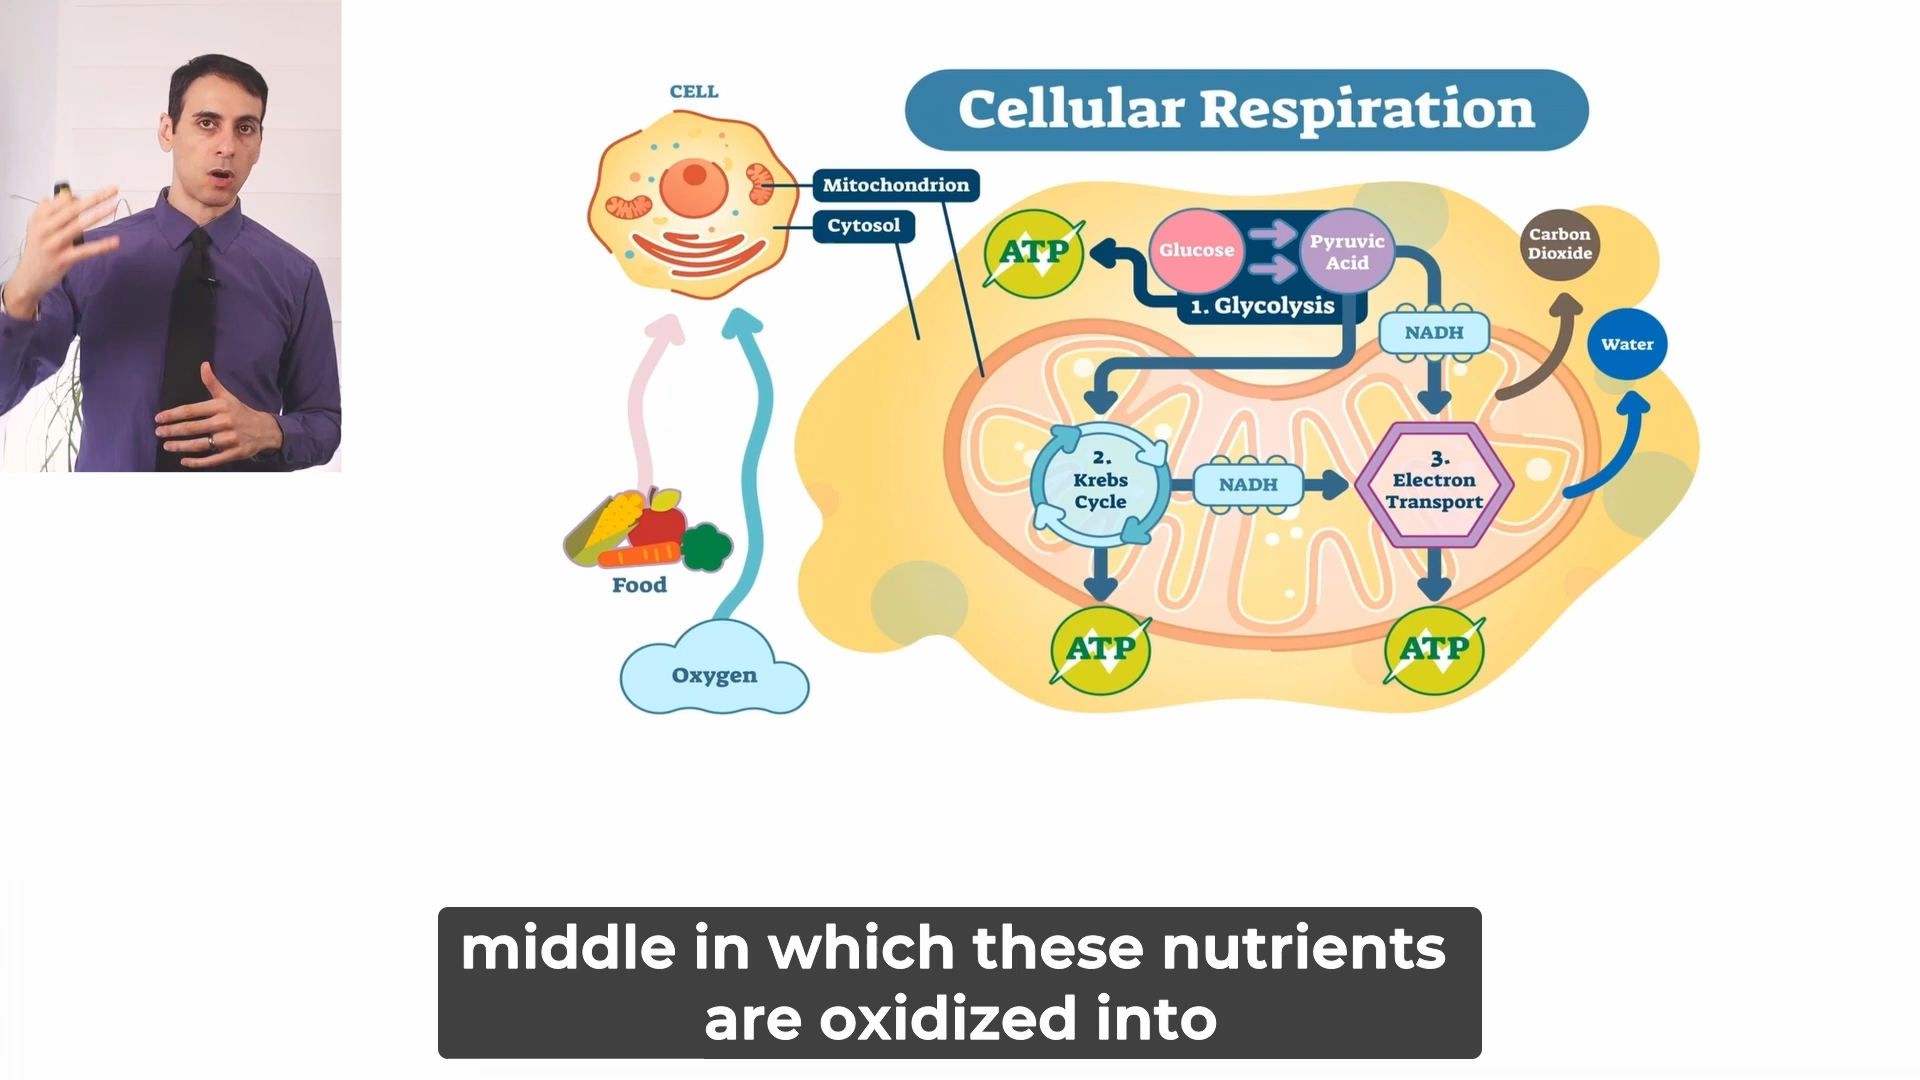 CELL
Cellular Respiration
Mitochondrion
Cytosol
ATP
Glucose
Pyruvic
Acid
1. Glycolysis
Carbon
Dioxide
NADH
Water
2.
Krebs
Cycle
NADH
3.
Electron
Transport
Food
ATP
ATP
Oxygen
middle in which these nutrients
are oxidized into